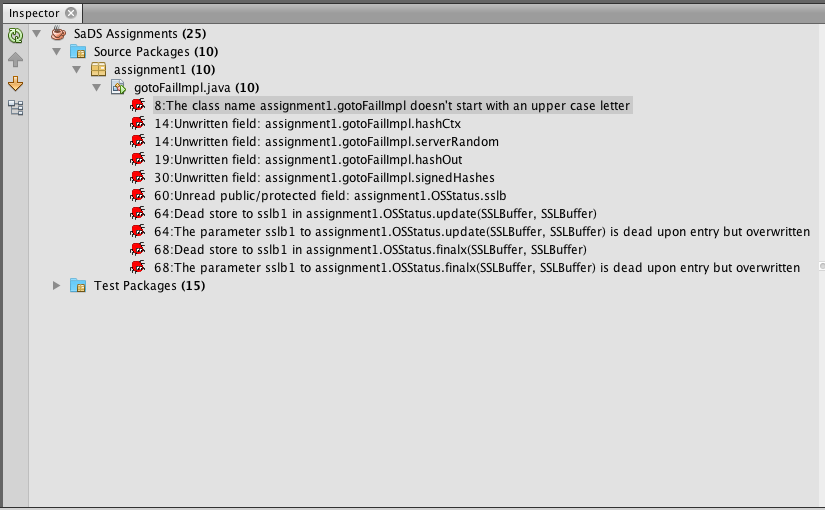 Inspector
SaDS Assignments (25)
Source Packages (10)
assignment1 (10)
gotoFailImpl.java (10)
8:The class name assignment1.gotoFailImpl doesn't start with an upper case letter
14:Unwritten field: assignment1.gotoFailImpl.hashCtx
14:Unwritten field: assignment1.gotoFailImpl.serverRandom
19:Unwritten field: assignment1.gotoFailImpl.hashOut
30:Unwritten field: assignment1.gotoFailImpl.signedHashes
60:Unread public/protected field: assignment1.OSStatus.sslb
64:Dead store to sslb1 in assignment1.OSStatus.update(SSLBuffer, SSLBuffer)
64:The parameter sslb1 to assignment1.OSStatus.update(SSLBuffer, SSLBuffer) is dead upon entry but overwritten
68:Dead store to sslb1 in assignment1.OSStatus.finalx(SSLBuffer, SSLBuffer)
68:The parameter sslb1 to assignment1.OSStatus.finalx(SSLBuffer, SSLBuffer) is dead upon entry but overwritten
Test Packages (15)